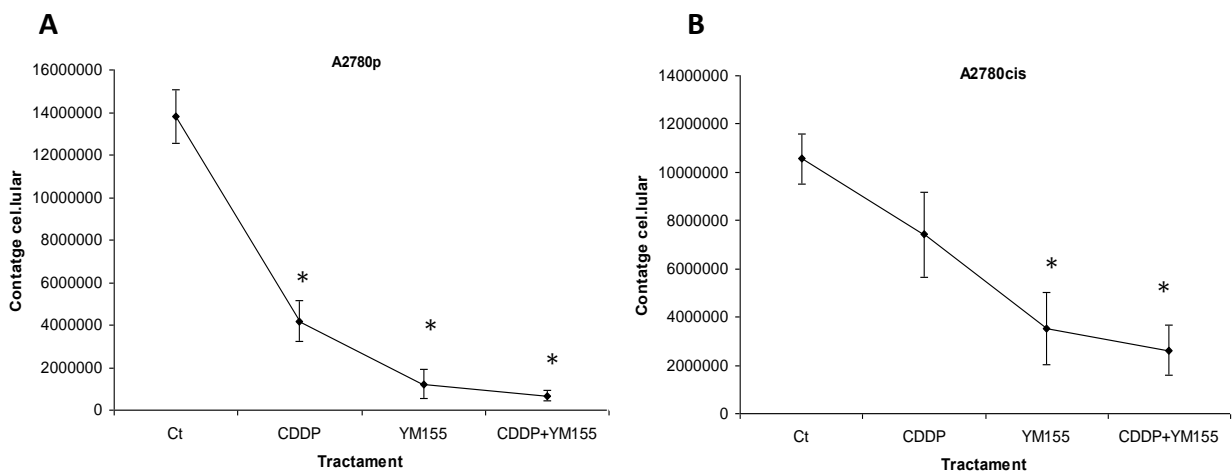 A
A2780p
16000000
14000000
12000000
10000000
8000000
6000000
4000000
2000000
0
Contatge cel.lular
*
*
*
Ct
CDDP
YM155
CDDP+YM155
Tractament
B
A2780cis
14000000
12000000
10000000
8000000
6000000
4000000
2000000
0
Contatge cel.lular
*
*
Ct
CDDP
YM155
CDDP+YM155
Tractament